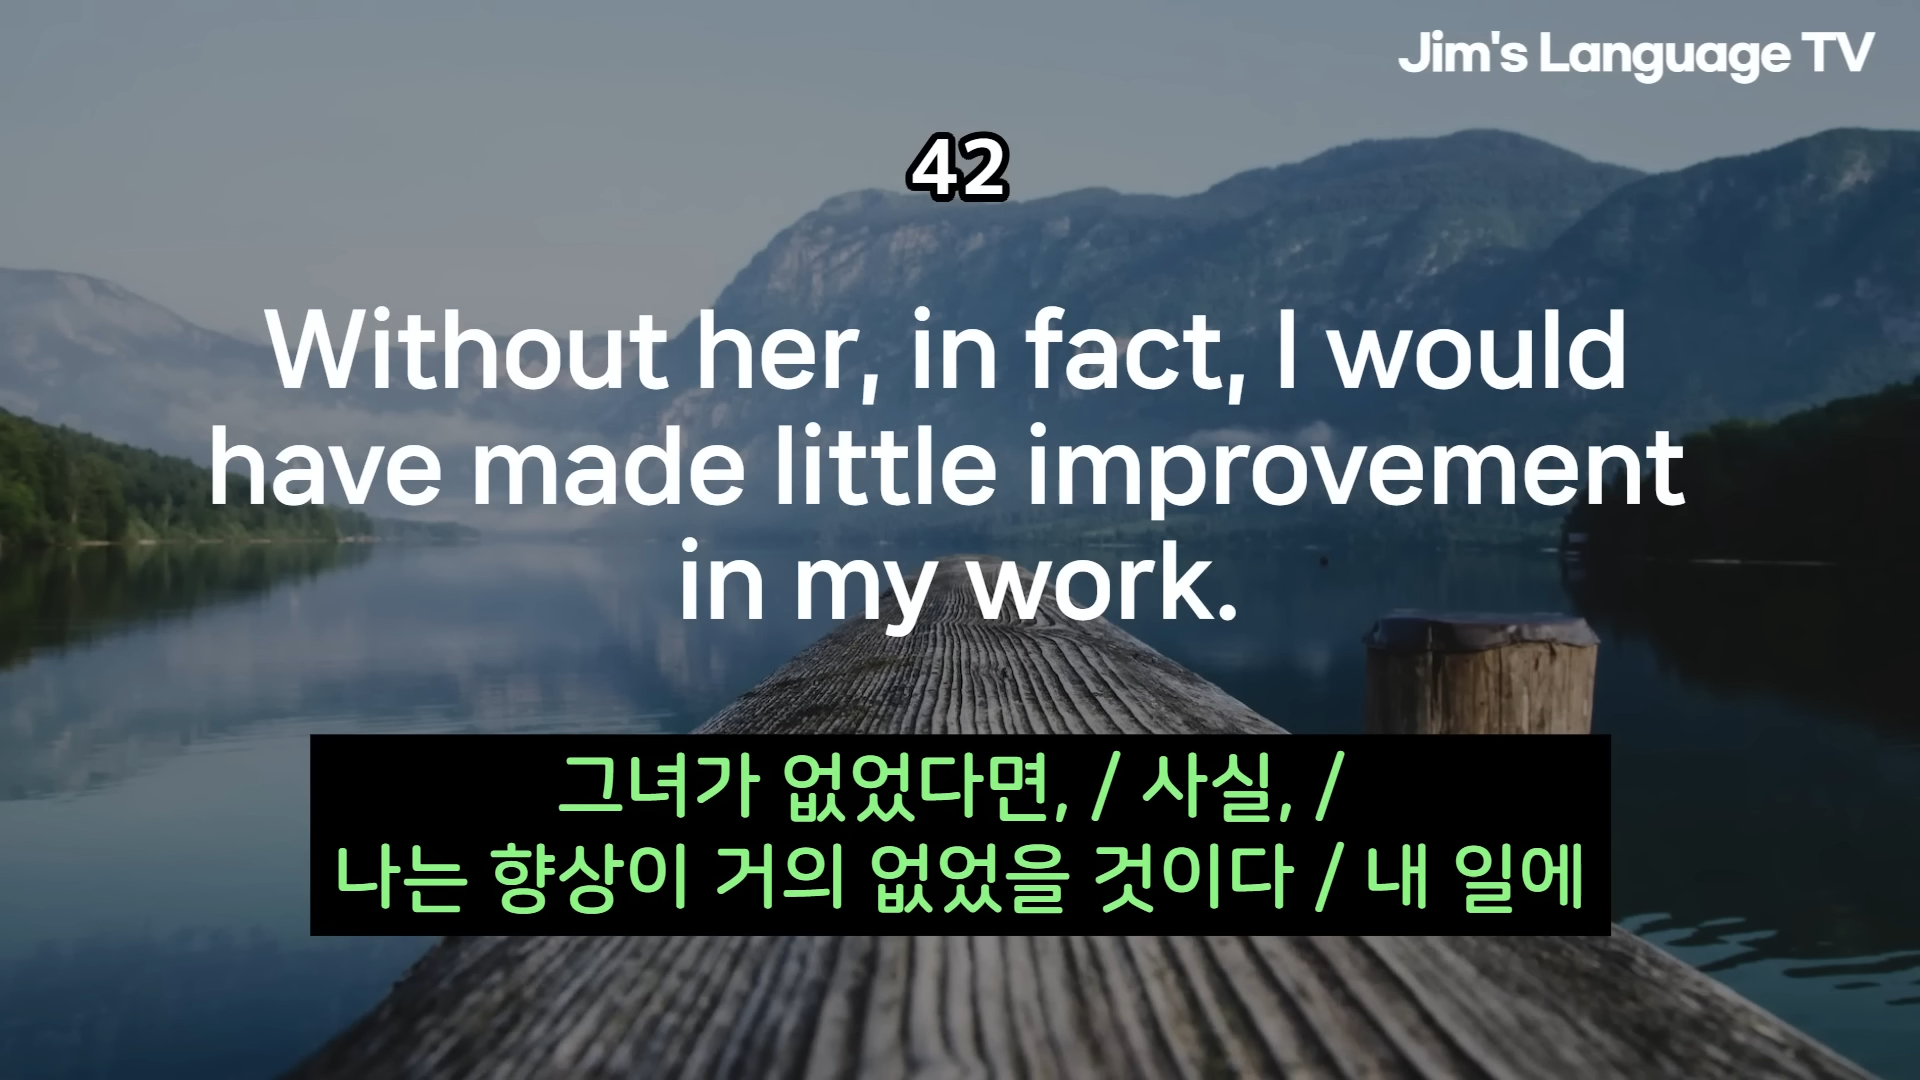 Jim's Language TV
42
Without her, in fact, I would
have made little improvement
in my work.
그녀가 없었다면, / 사실, /
나는 향상이 거의 없었을 것이다 / 내 일에